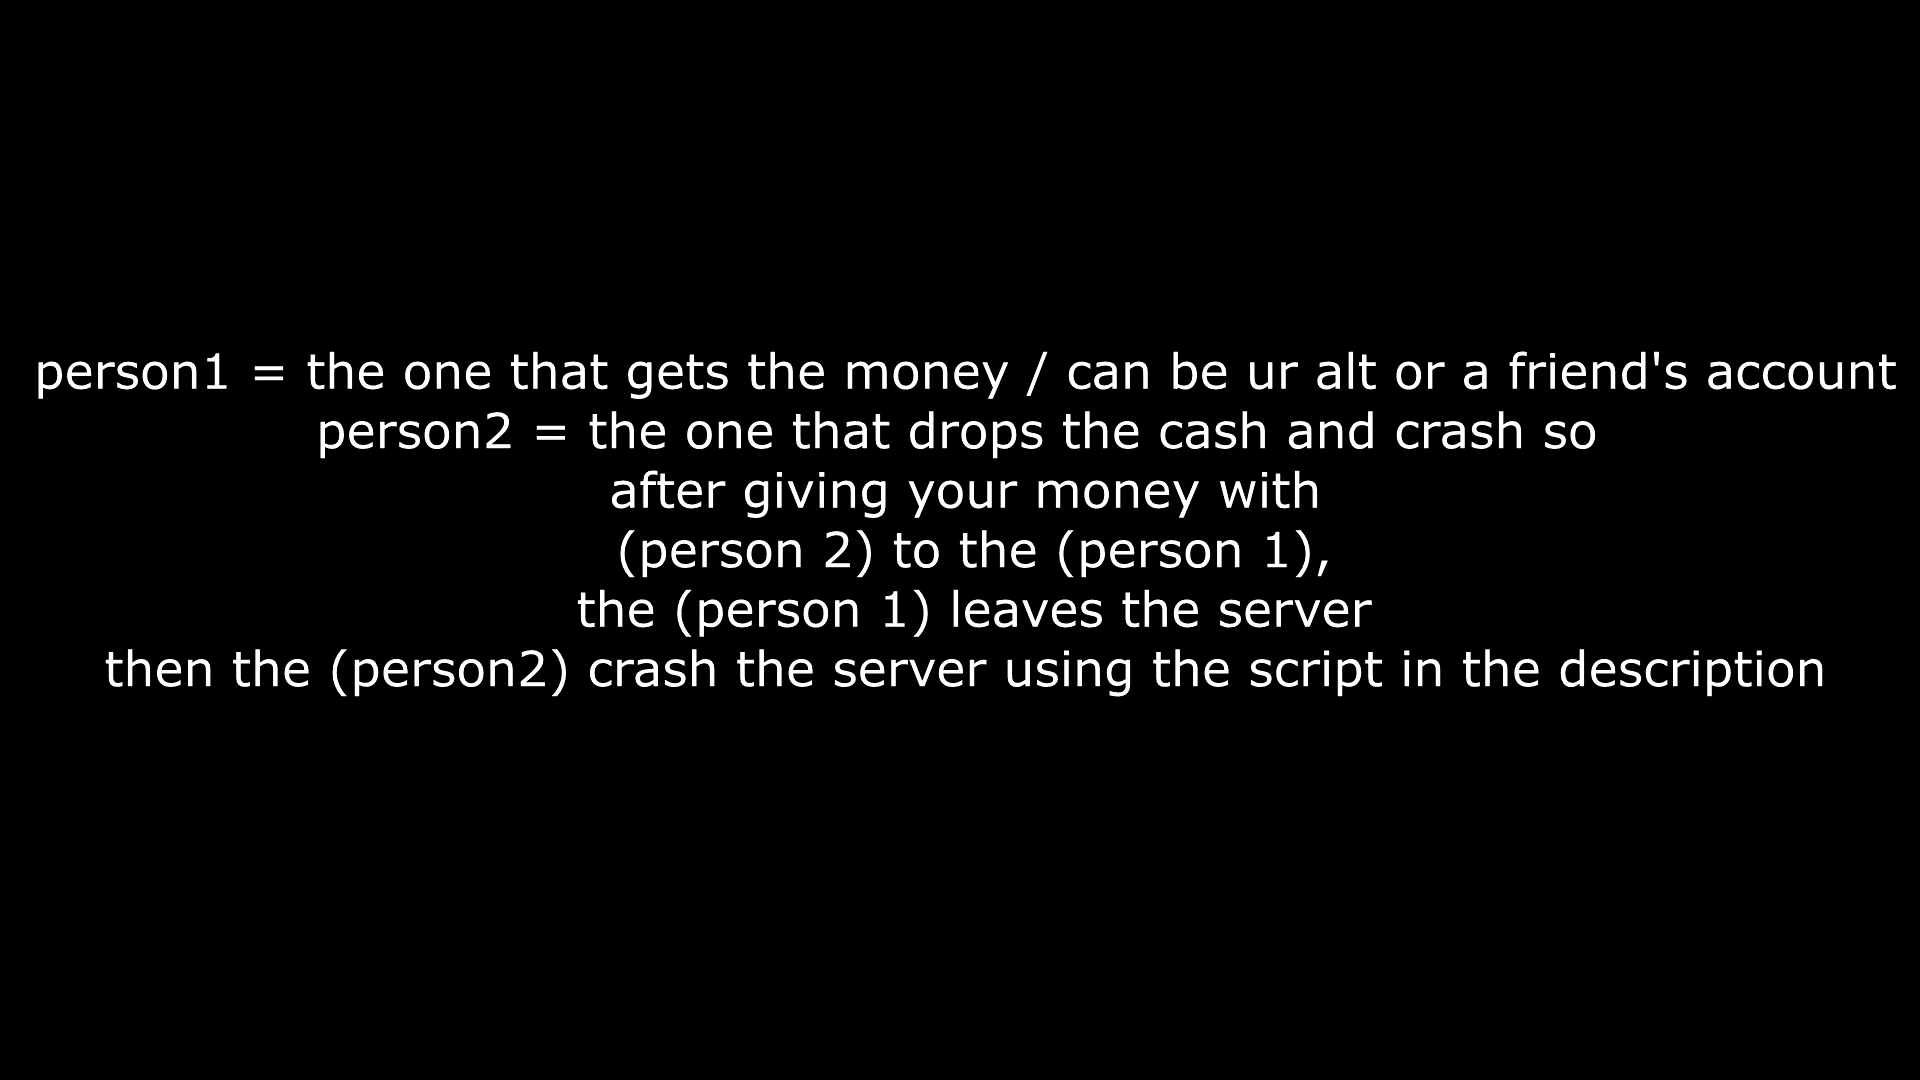 person1 = the one that gets the money / can be ur alt or a friend's account
person2 = the one that drops the cash and crash so
after giving your money with
(person 2) to the (person 1),
the (person 1) leaves the server
then the (person2) crash the server using the script in the description